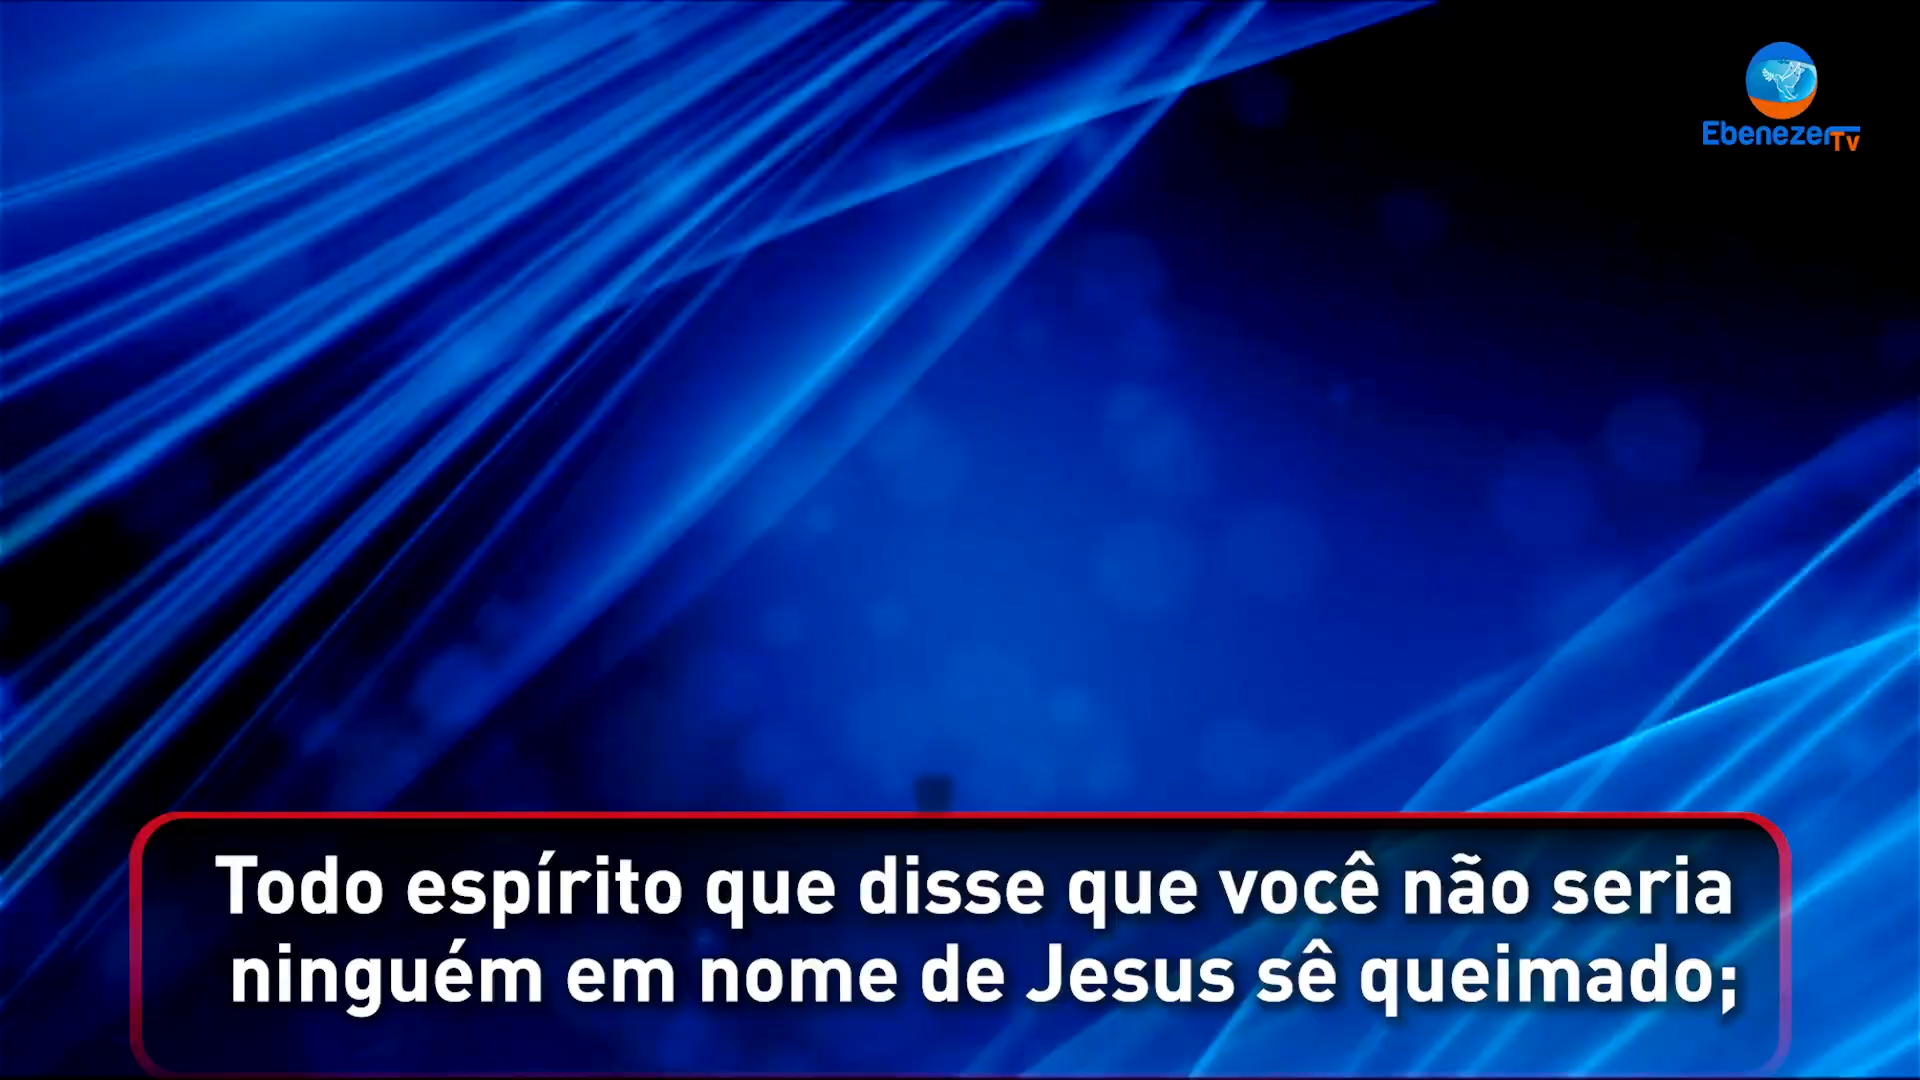 EbenezerTv
Todo espírito que disse que você não seria
ninguém em nome de Jesus sê queimado;